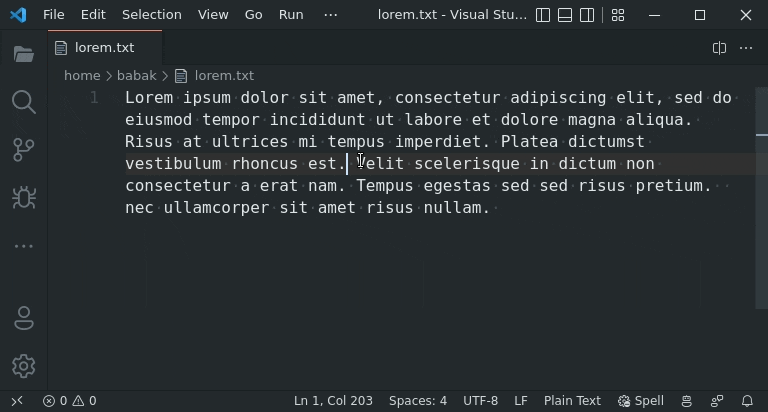 File Edit Selection View Go Run ··· lorem.txt - Visual Stu...
lorem.txt
home > babak > lorem.txt
1 Lorem ipsum dolor sit amet, consectetur adipiscing elit, sed do
eiusmod tempor incididunt ut labore et dolore magna aliqua.
Risus at ultrices mi tempus imperdiet. Platea dictumst
vestibulum rhoncus est. Velit scelerisque in dictum non
consectetur a erat nam. Tempus egestas sed sed risus pretium.
nec ullamcorper sit amet risus nullam.
0 0 Ln 1, Col 203 Spaces: 4 UTF-8 LF Plain Text Spell